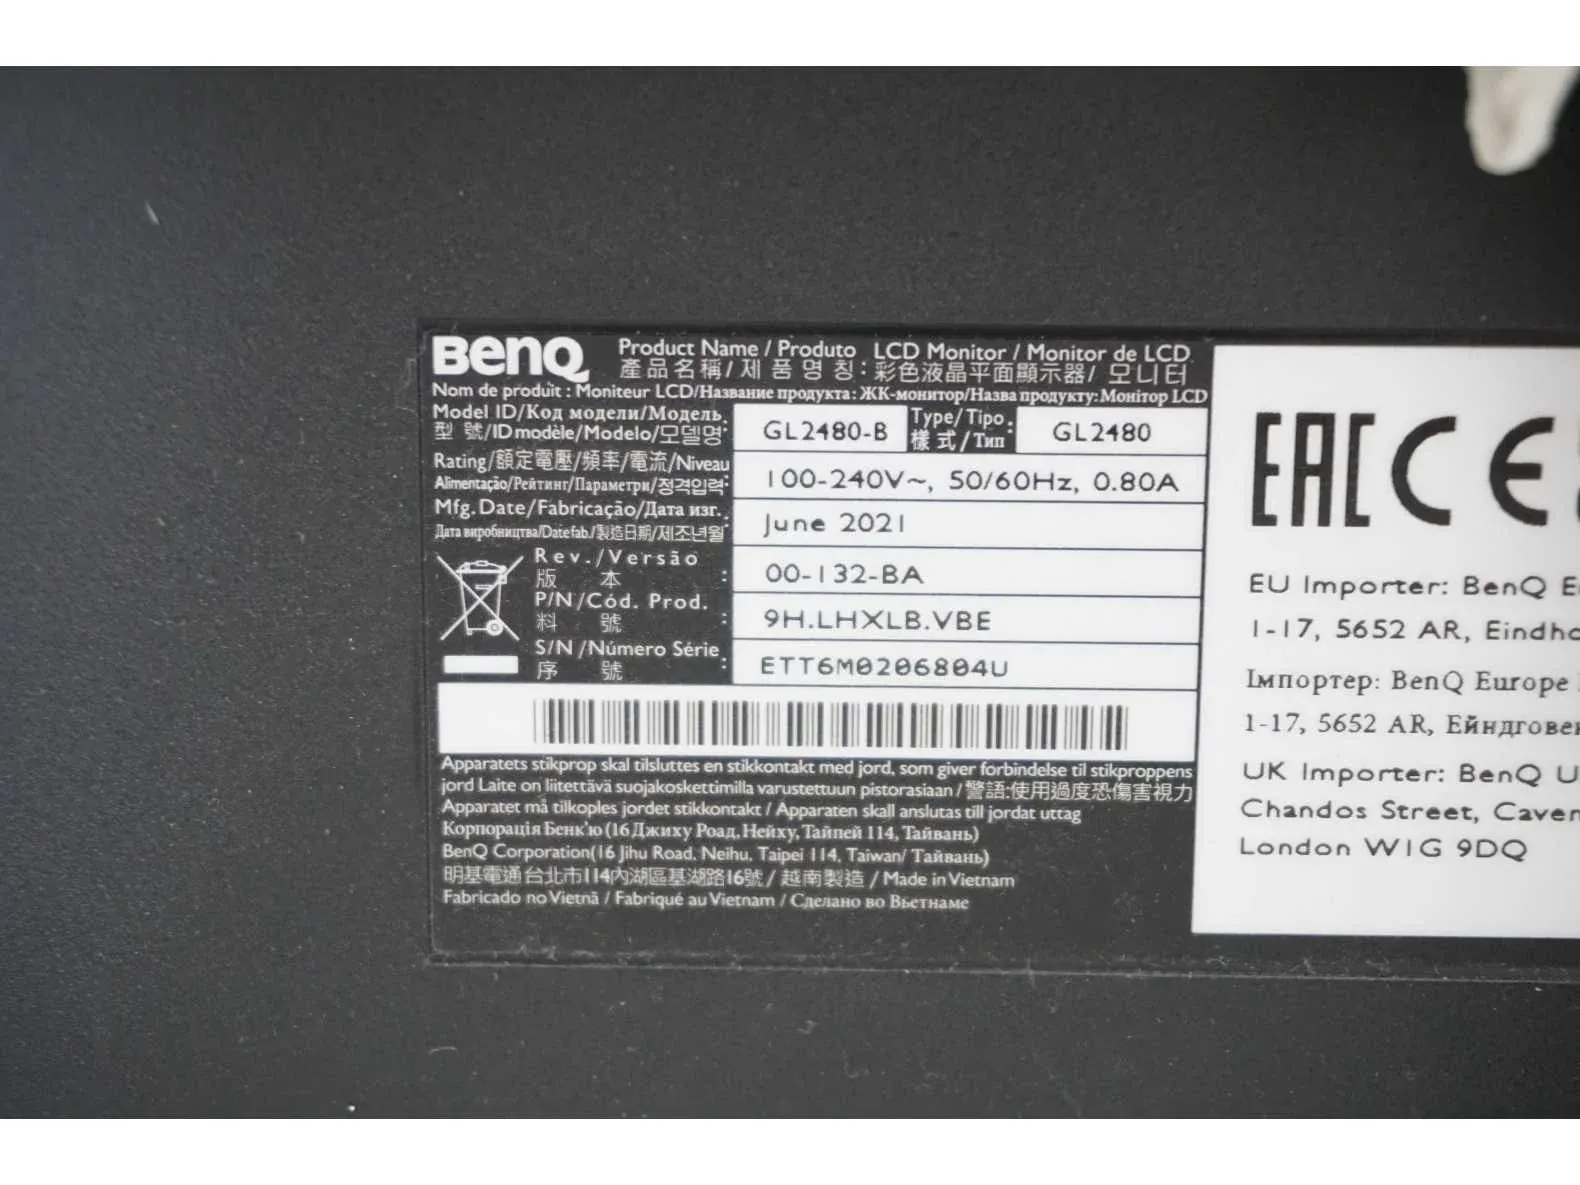 BenQ
Product Name / Produto LCD Monitor / Monitor de LCD
產品名稱/ 제 품 명 칭 : 彩色液晶平面顯示器/ 모니터
Nom de produit : Moniteur LCD/Название продукта: ЖК-монитор/Назва продукту:Монітор LCD
Model ID/Код модели/Модель
型 號/ID modèle/Modelo/모델명 : GL2480-B
Type/Tipo
樣 式 /Тип : GL2480
Rating/額定電壓/頻率/電流/Niveau
Alimentação/Рейтинг/Параметри/정격입력: 100-240V~, 50/60Hz, 0.80A
Mfg. Date/Fabricação/Дата изг.
Дата виробництва/Date fab./製造日期/제조년월: June 2021
Rev./Versão
版 本 : 00-132-BA
P/N /Cód. Prod.
料 號 : 9H.LHXLB.VBE
S/N /Número Série
序 號 : ETT6M0206804U
Apparatets stikprop skal tilsluttes en stikkontakt med jord, som giver forbindelse til stikproppens
jord Laite on liitettävä suojakoskettimilla varustettuun pistorasiaan / 警語:使用過度恐傷害視力
Apparatet må tilkoples jordet stikkontakt / Apparaten skall anslutas till jordat uttag
Корпорація Бенк'ю (16 Джиху Роад, Нейху, Тайпей 114, Тайвань)
BenQ Corporation(16 Jihu Road, Neihu, Taipei 114, Taiwan/ Тайвань)
明基電通台北市114內湖區基湖路16號 / 越南製造 / Made in Vietnam
Fabricado no Vietnã / Fabriqué au Vietnam / Сделано во Вьетнаме
EAC CE
EU Importer: BenQ
1-17, 5652 AR,
Імпортер: BenQ Europe
1-17, 5652 AR,
UK Importer: BenQ
Chandos Street,
London W1G 9DQ